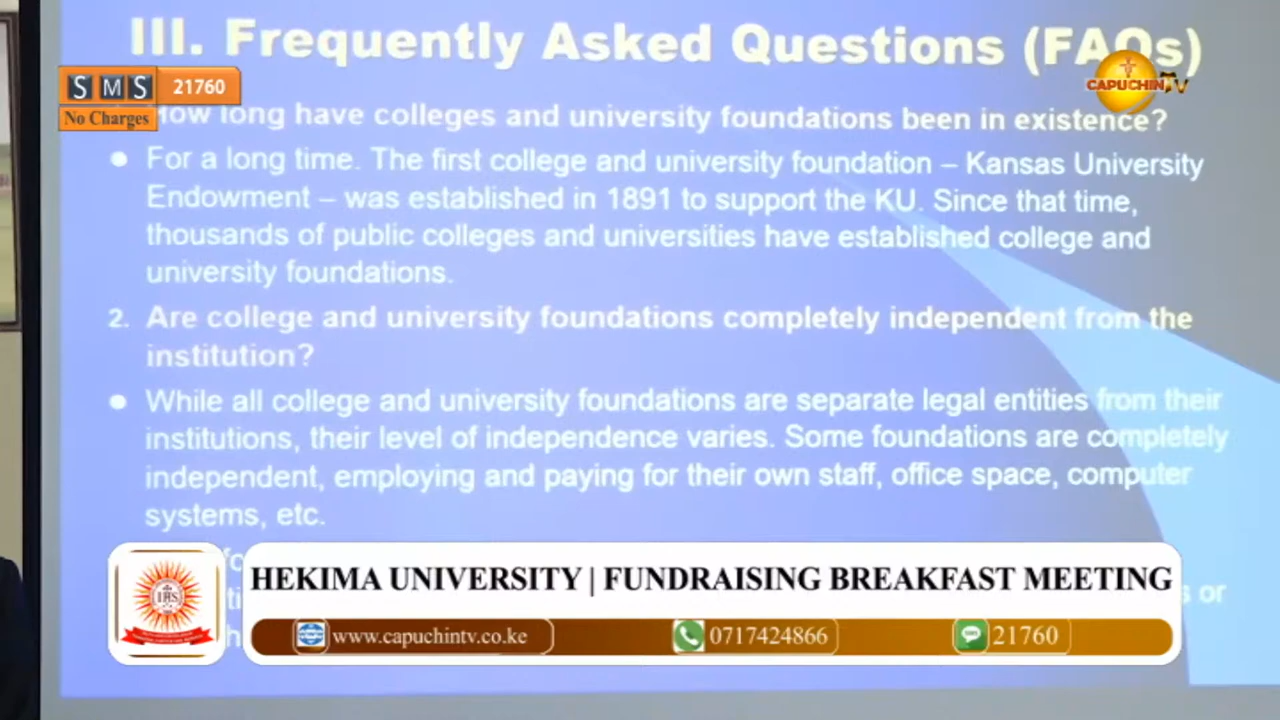 III. Frequently Asked Questions (FAQs)
SMS 21760
CAPUCHIN TV
No Charges
How long have colleges and university foundations been in existence?
● For a long time. The first college and university foundation – Kansas University
Endowment – was established in 1891 to support the KU. Since that time,
thousands of public colleges and universities have established college and
university foundations.
2. Are college and university foundations completely independent from the
institution?
● While all college and university foundations are separate legal entities from their
institutions, their level of independence varies. Some foundations are completely
independent, employing and paying for their own staff, office space, computer
systems, etc.
IHS
HEKIMA UNIVERSITY | FUNDRAISING BREAKFAST MEETING
or
www.capuchintv.co.ke 0717424866 21760